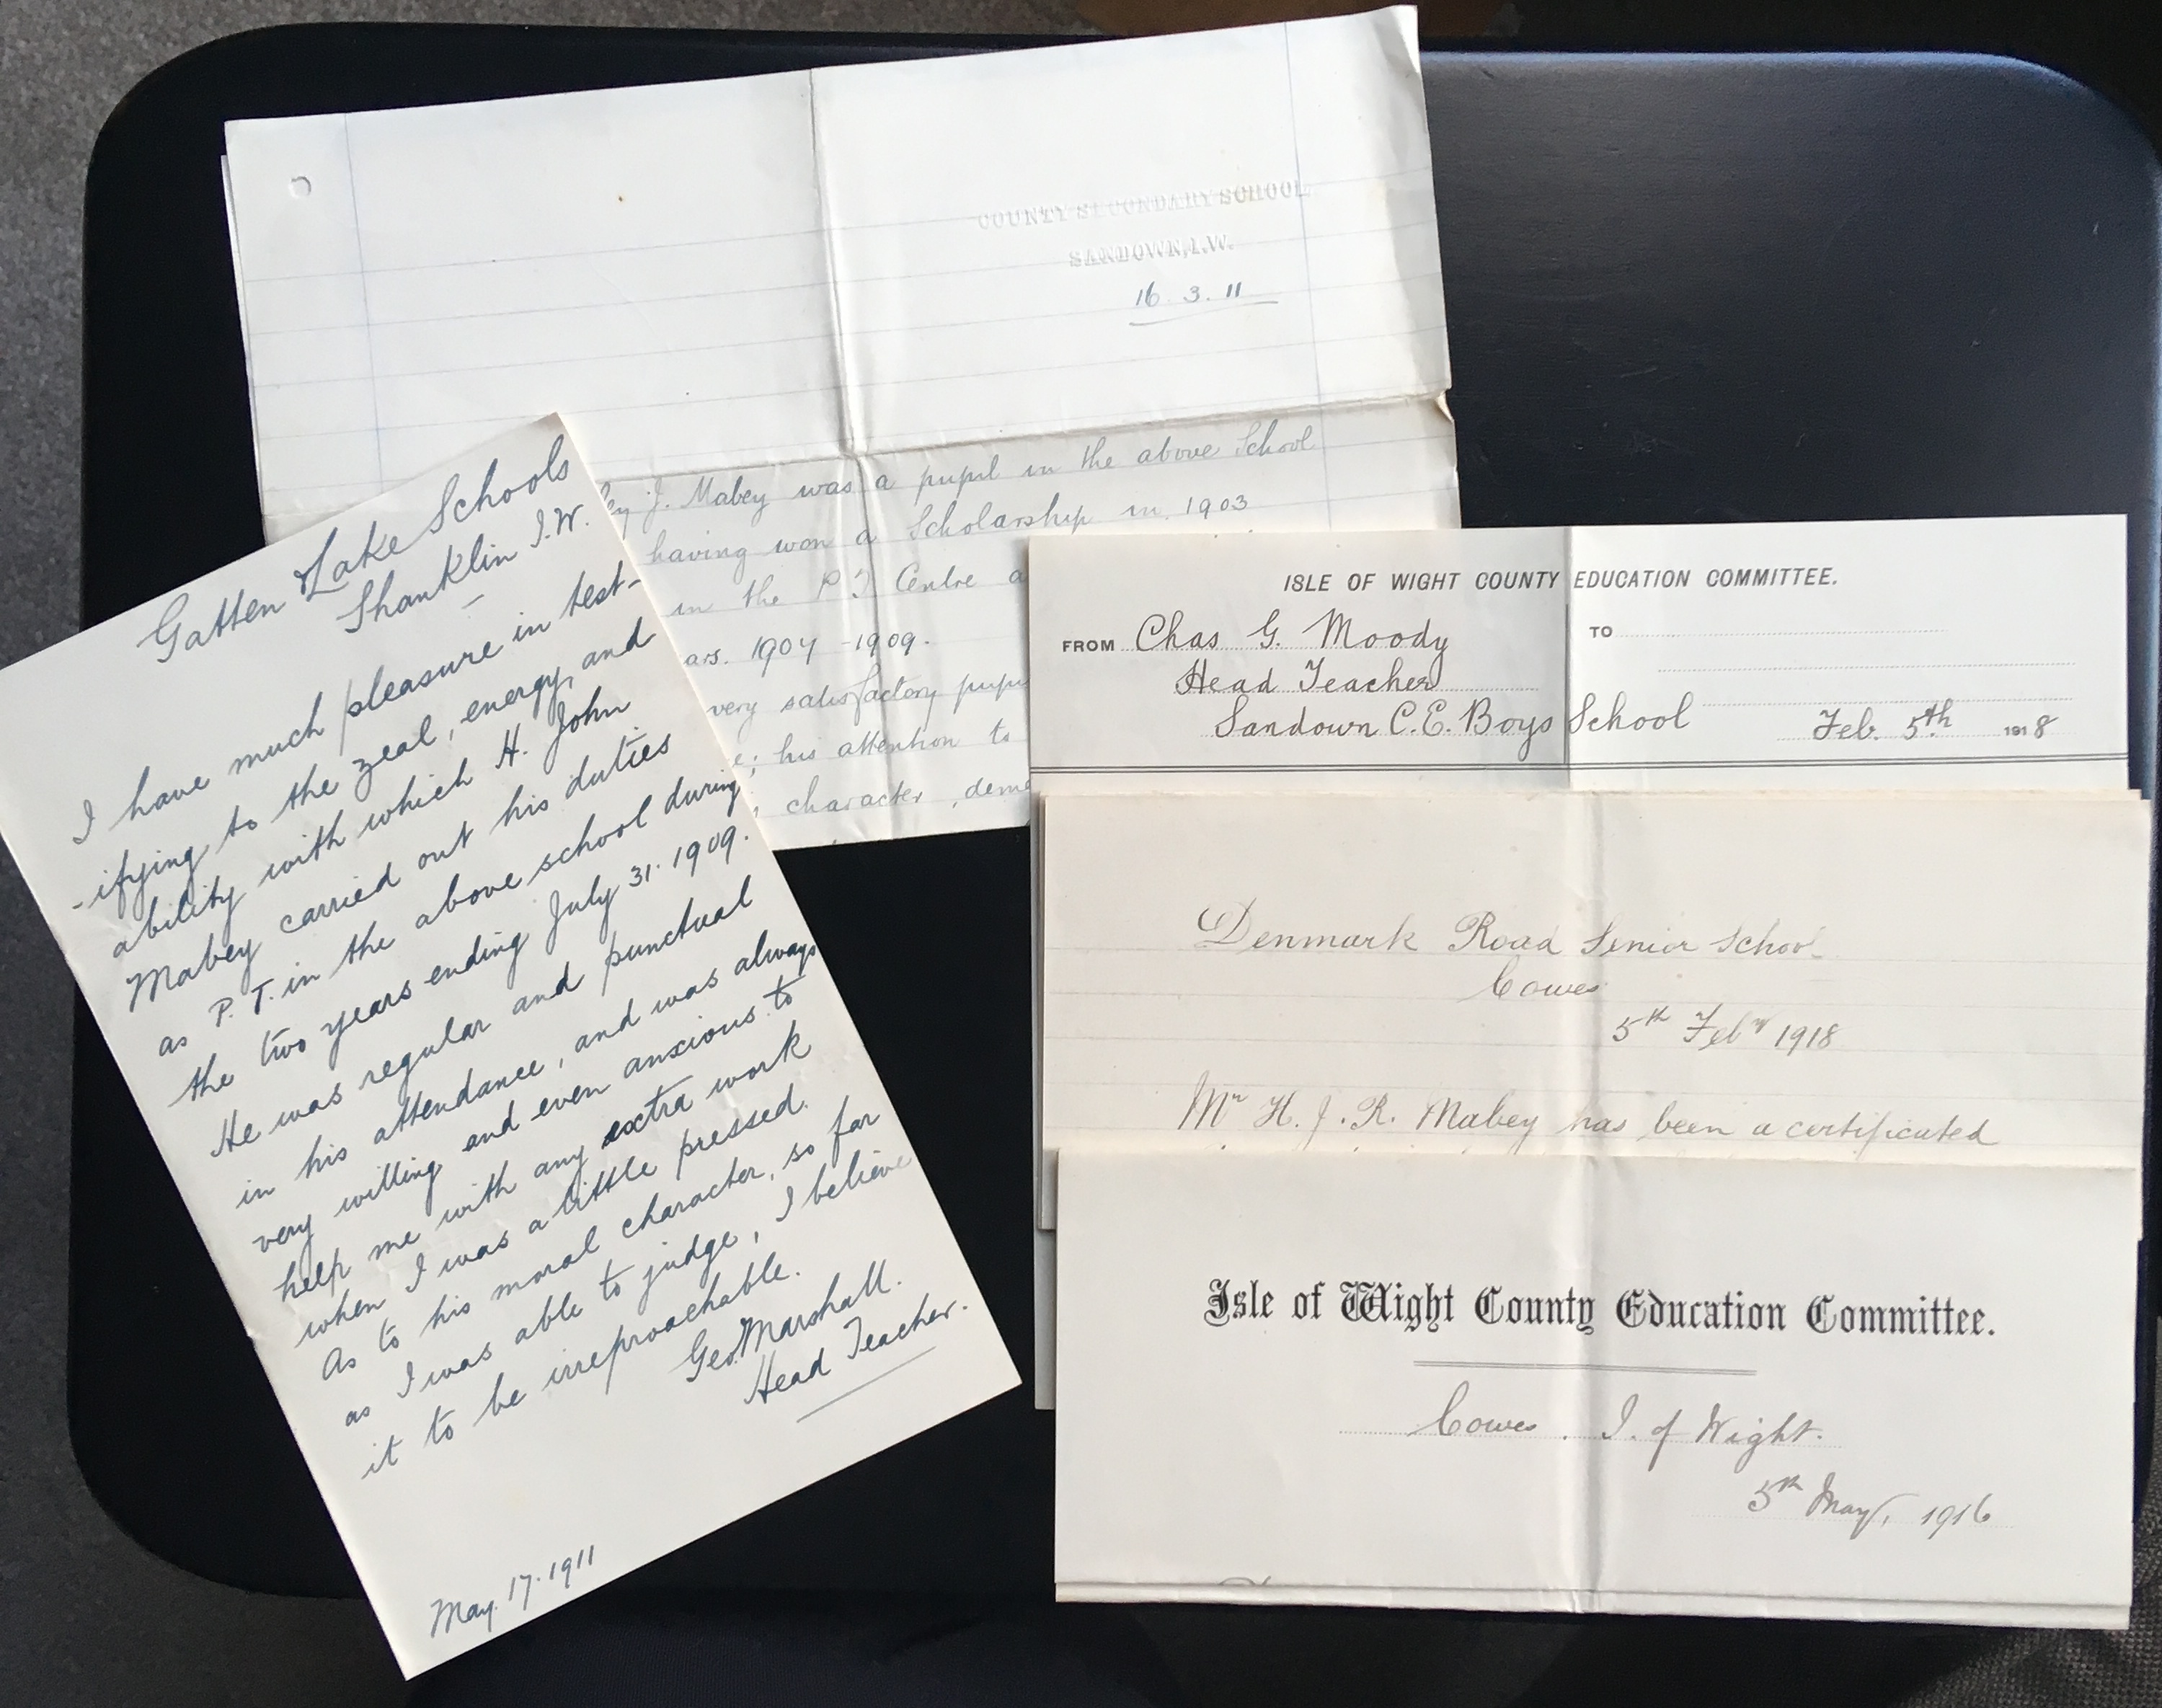 COUNTY SECONDARY SCHOOL
SANDOWN, I.W.
16. 3. 11
J. Mabey was a pupil in the above School
having won a Scholarship in 1903
in the P T Centre
1907 - 1909.
very satisfactory
; his attention to
character,
Gatten Lake Schools
Shanklin I.W.
I have much pleasure in test-
-ifying to the zeal, energy, and
ability with which H. John
Mabey carried out his duties
as P. T. in the above school during
the two years ending July 31. 1909.
He was regular and punctual
in his attendance, and was always
very willing and even anxious to
help me with any extra work
when I was a little pressed.
As to his moral character, so far
as I was able to judge, I believe
it to be irreproachable.
Geo. Marshall.
Head Teacher.
May. 17. 1911
ISLE OF WIGHT COUNTY EDUCATION COMMITTEE.
FROM Chas G. Moody TO
Head Teacher
Sandown C.E. Boys School Feb. 5th 1918
Denmark Road Senior School
Cowes
5th Feby 1918
Mr H. J. R. Mabey has been a certificated
Isle of Wight County Education Committee.
Cowes. I. of Wight.
5th May, 1916